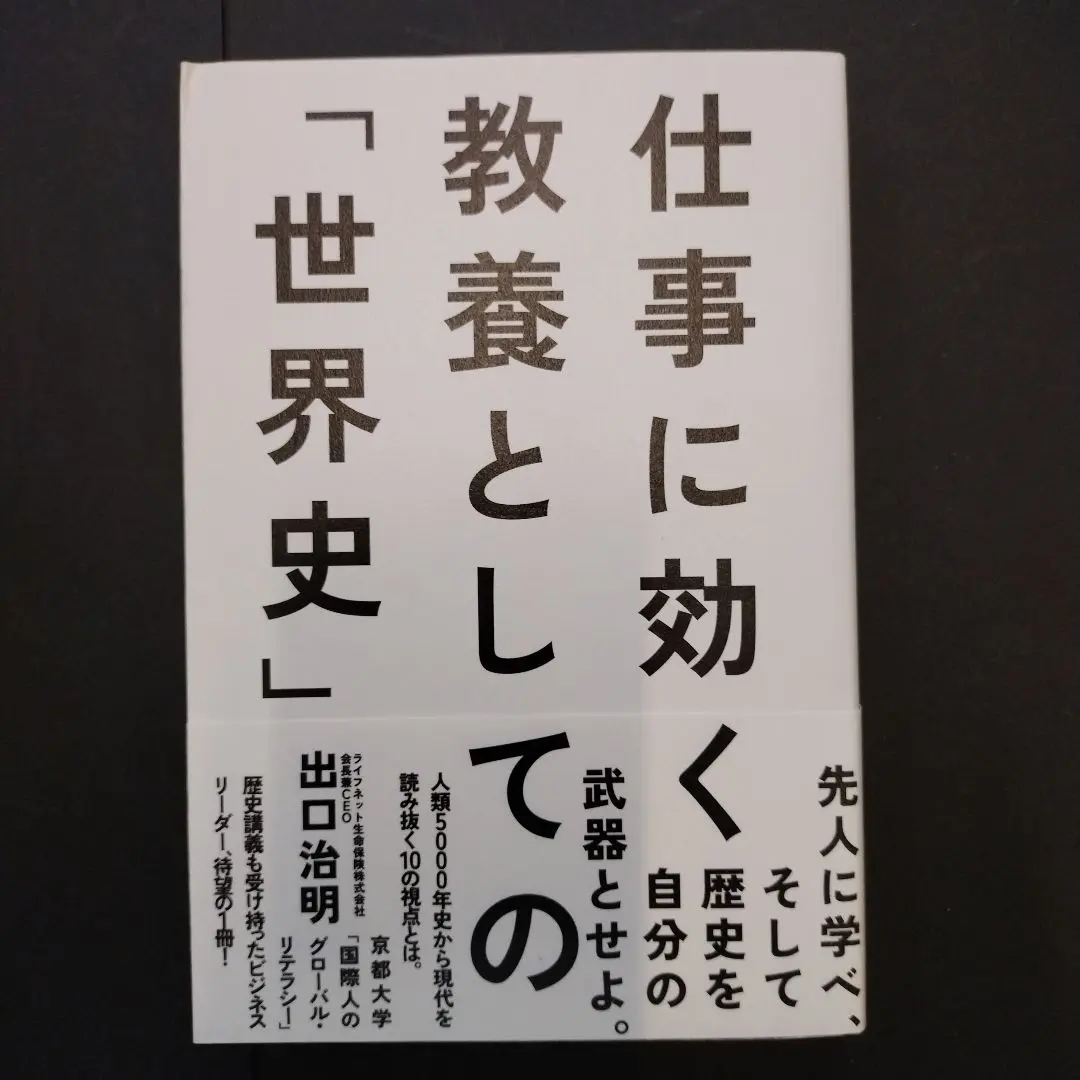 仕事に効く
教養としての
「世界史」
先人に学べ、
そして
歴史を
自分の
武器とせよ。
人類5000年史から現代を
読み抜く10の視点とは。
ライフネット生命保険株式会社
会長兼CEO
出口治明
京都大学
「国際人の
グローバル・
リテラシー」
歴史講義も受け持ったビジネス
リーダー、待望の1冊！